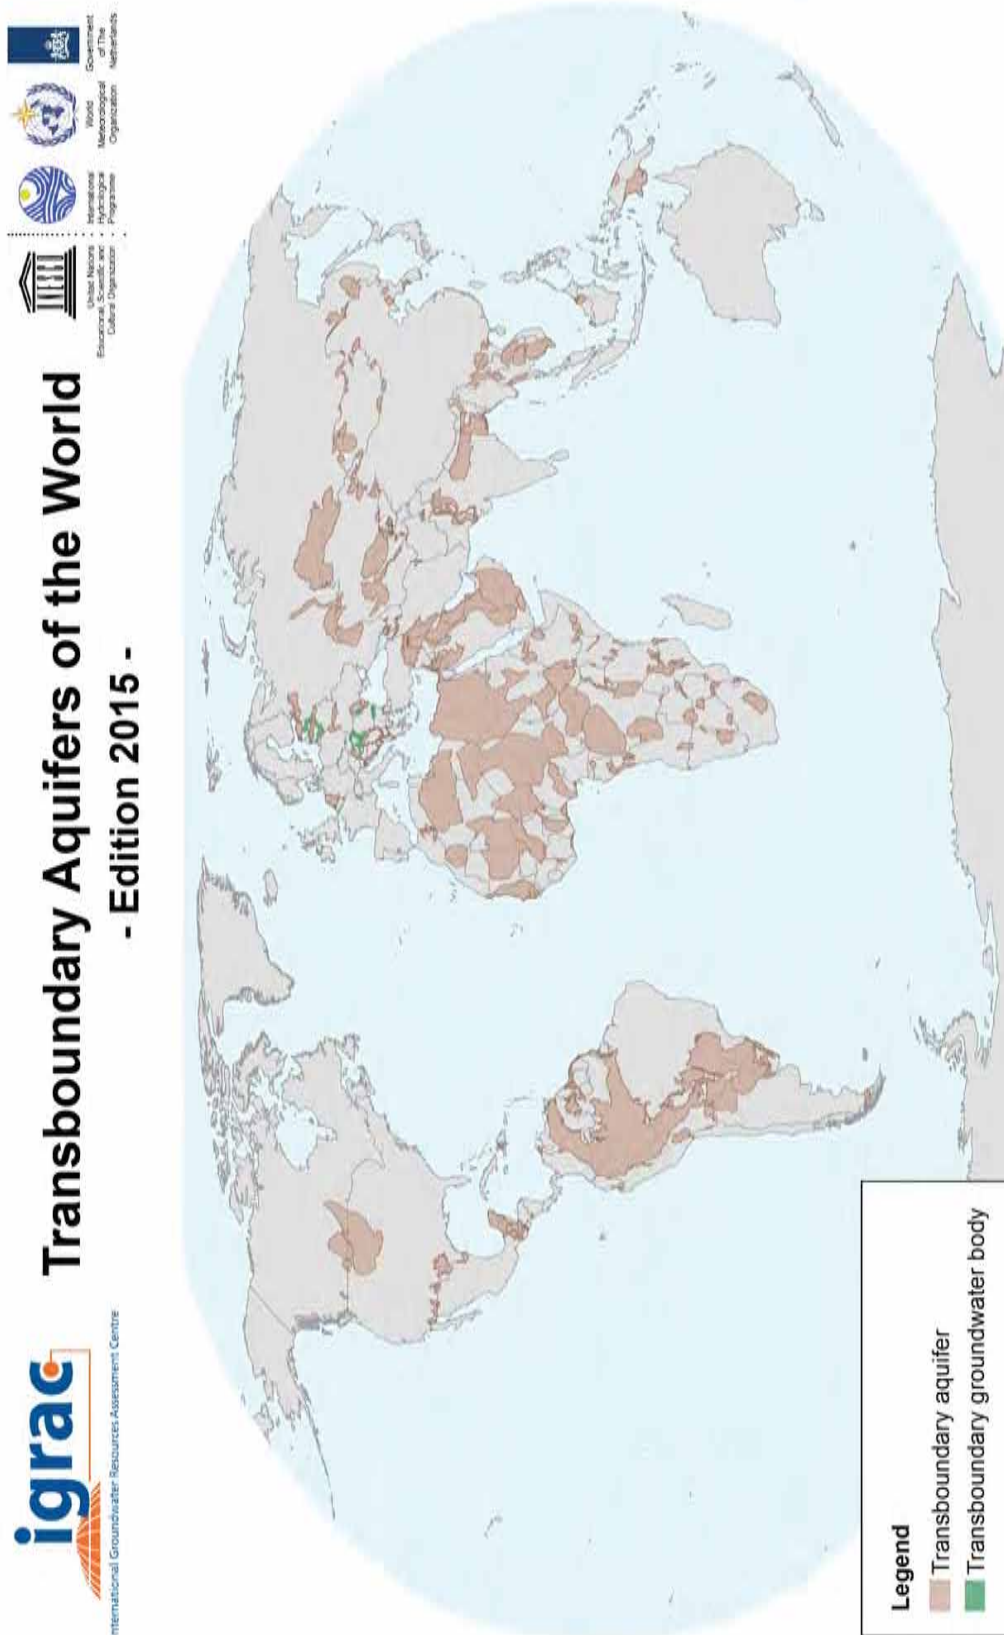 igrac
International Groundwater Resources Assessment Centre
Transboundary Aquifers of the World
- Edition 2015 -
United Nations
Educational, Scientific and
Cultural Organization
International
Hydrological
Programme
World
Meteorological
Organization
Government
of The
Netherlands
Legend
Transboundary aquifer
Transboundary groundwater body